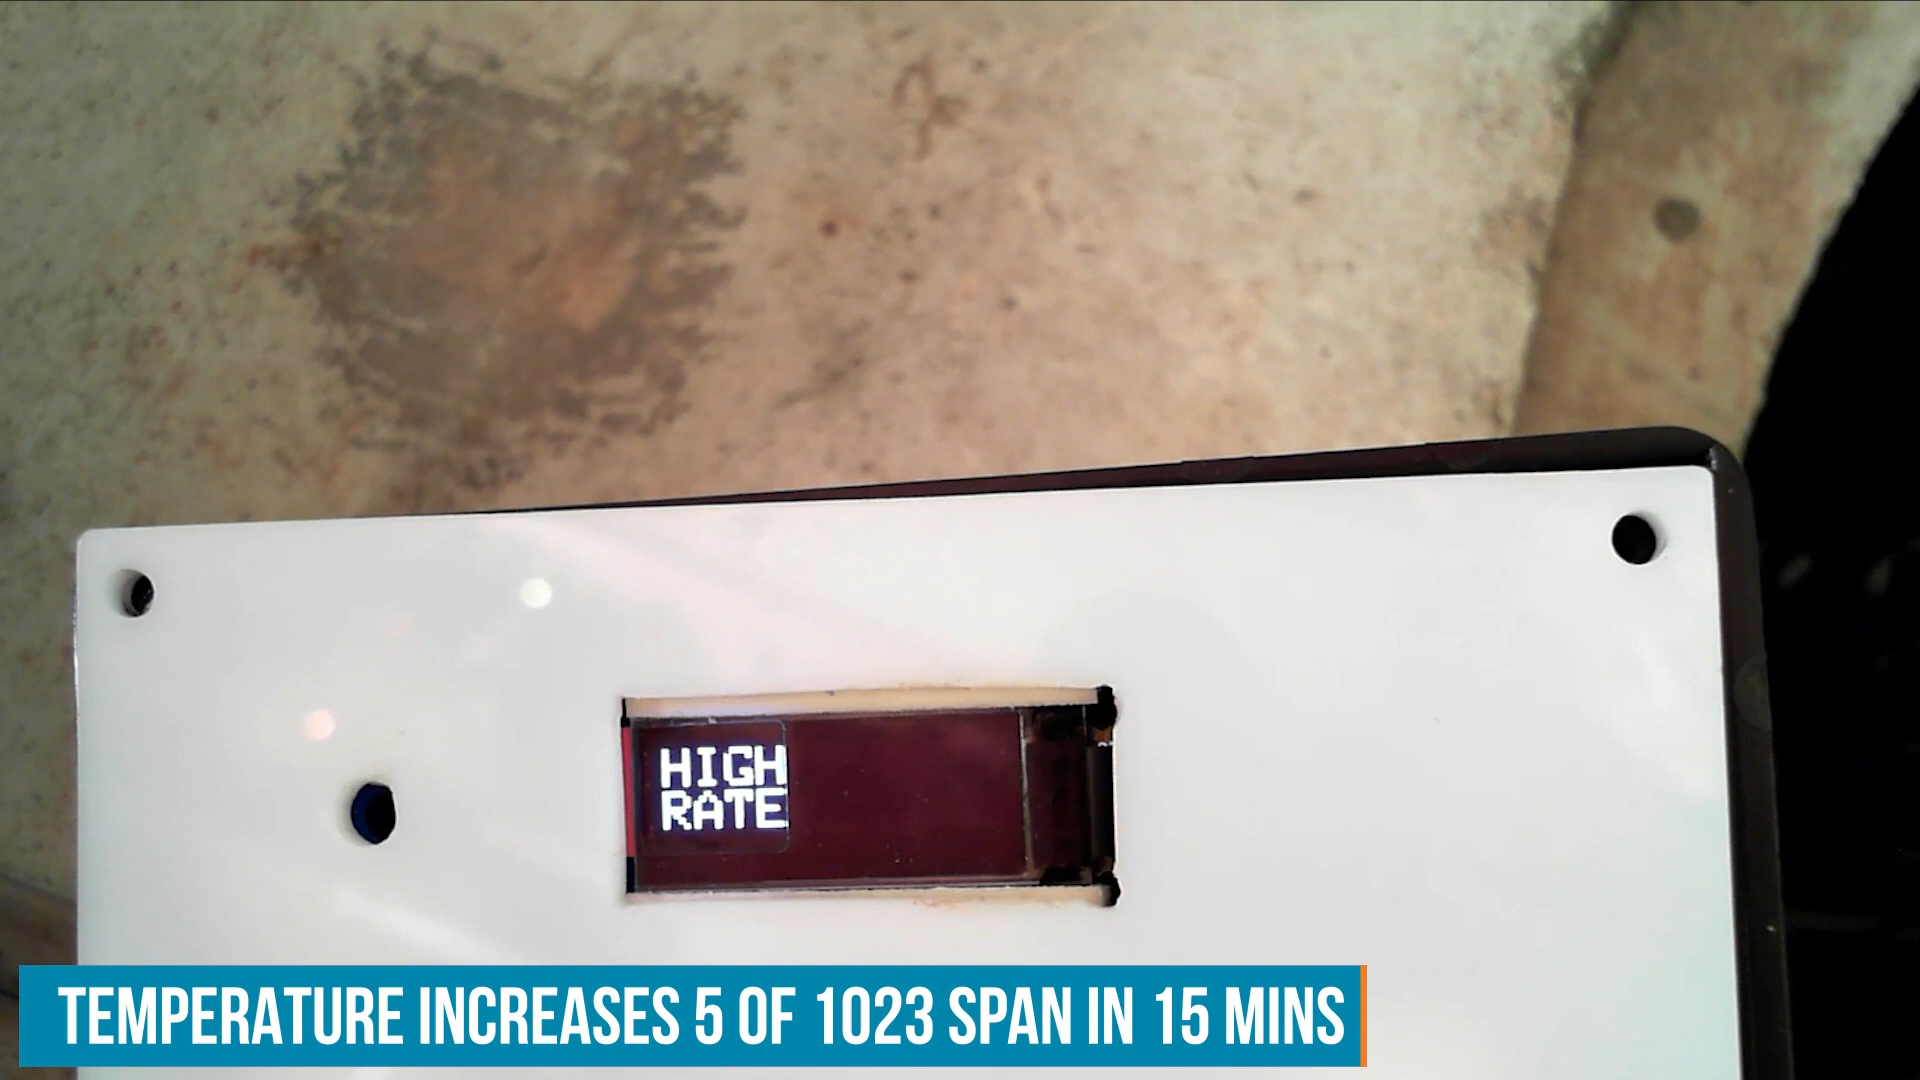 HIGH
RATE
TEMPERATURE INCREASES 5 OF 1023 SPAN IN 15 MINS